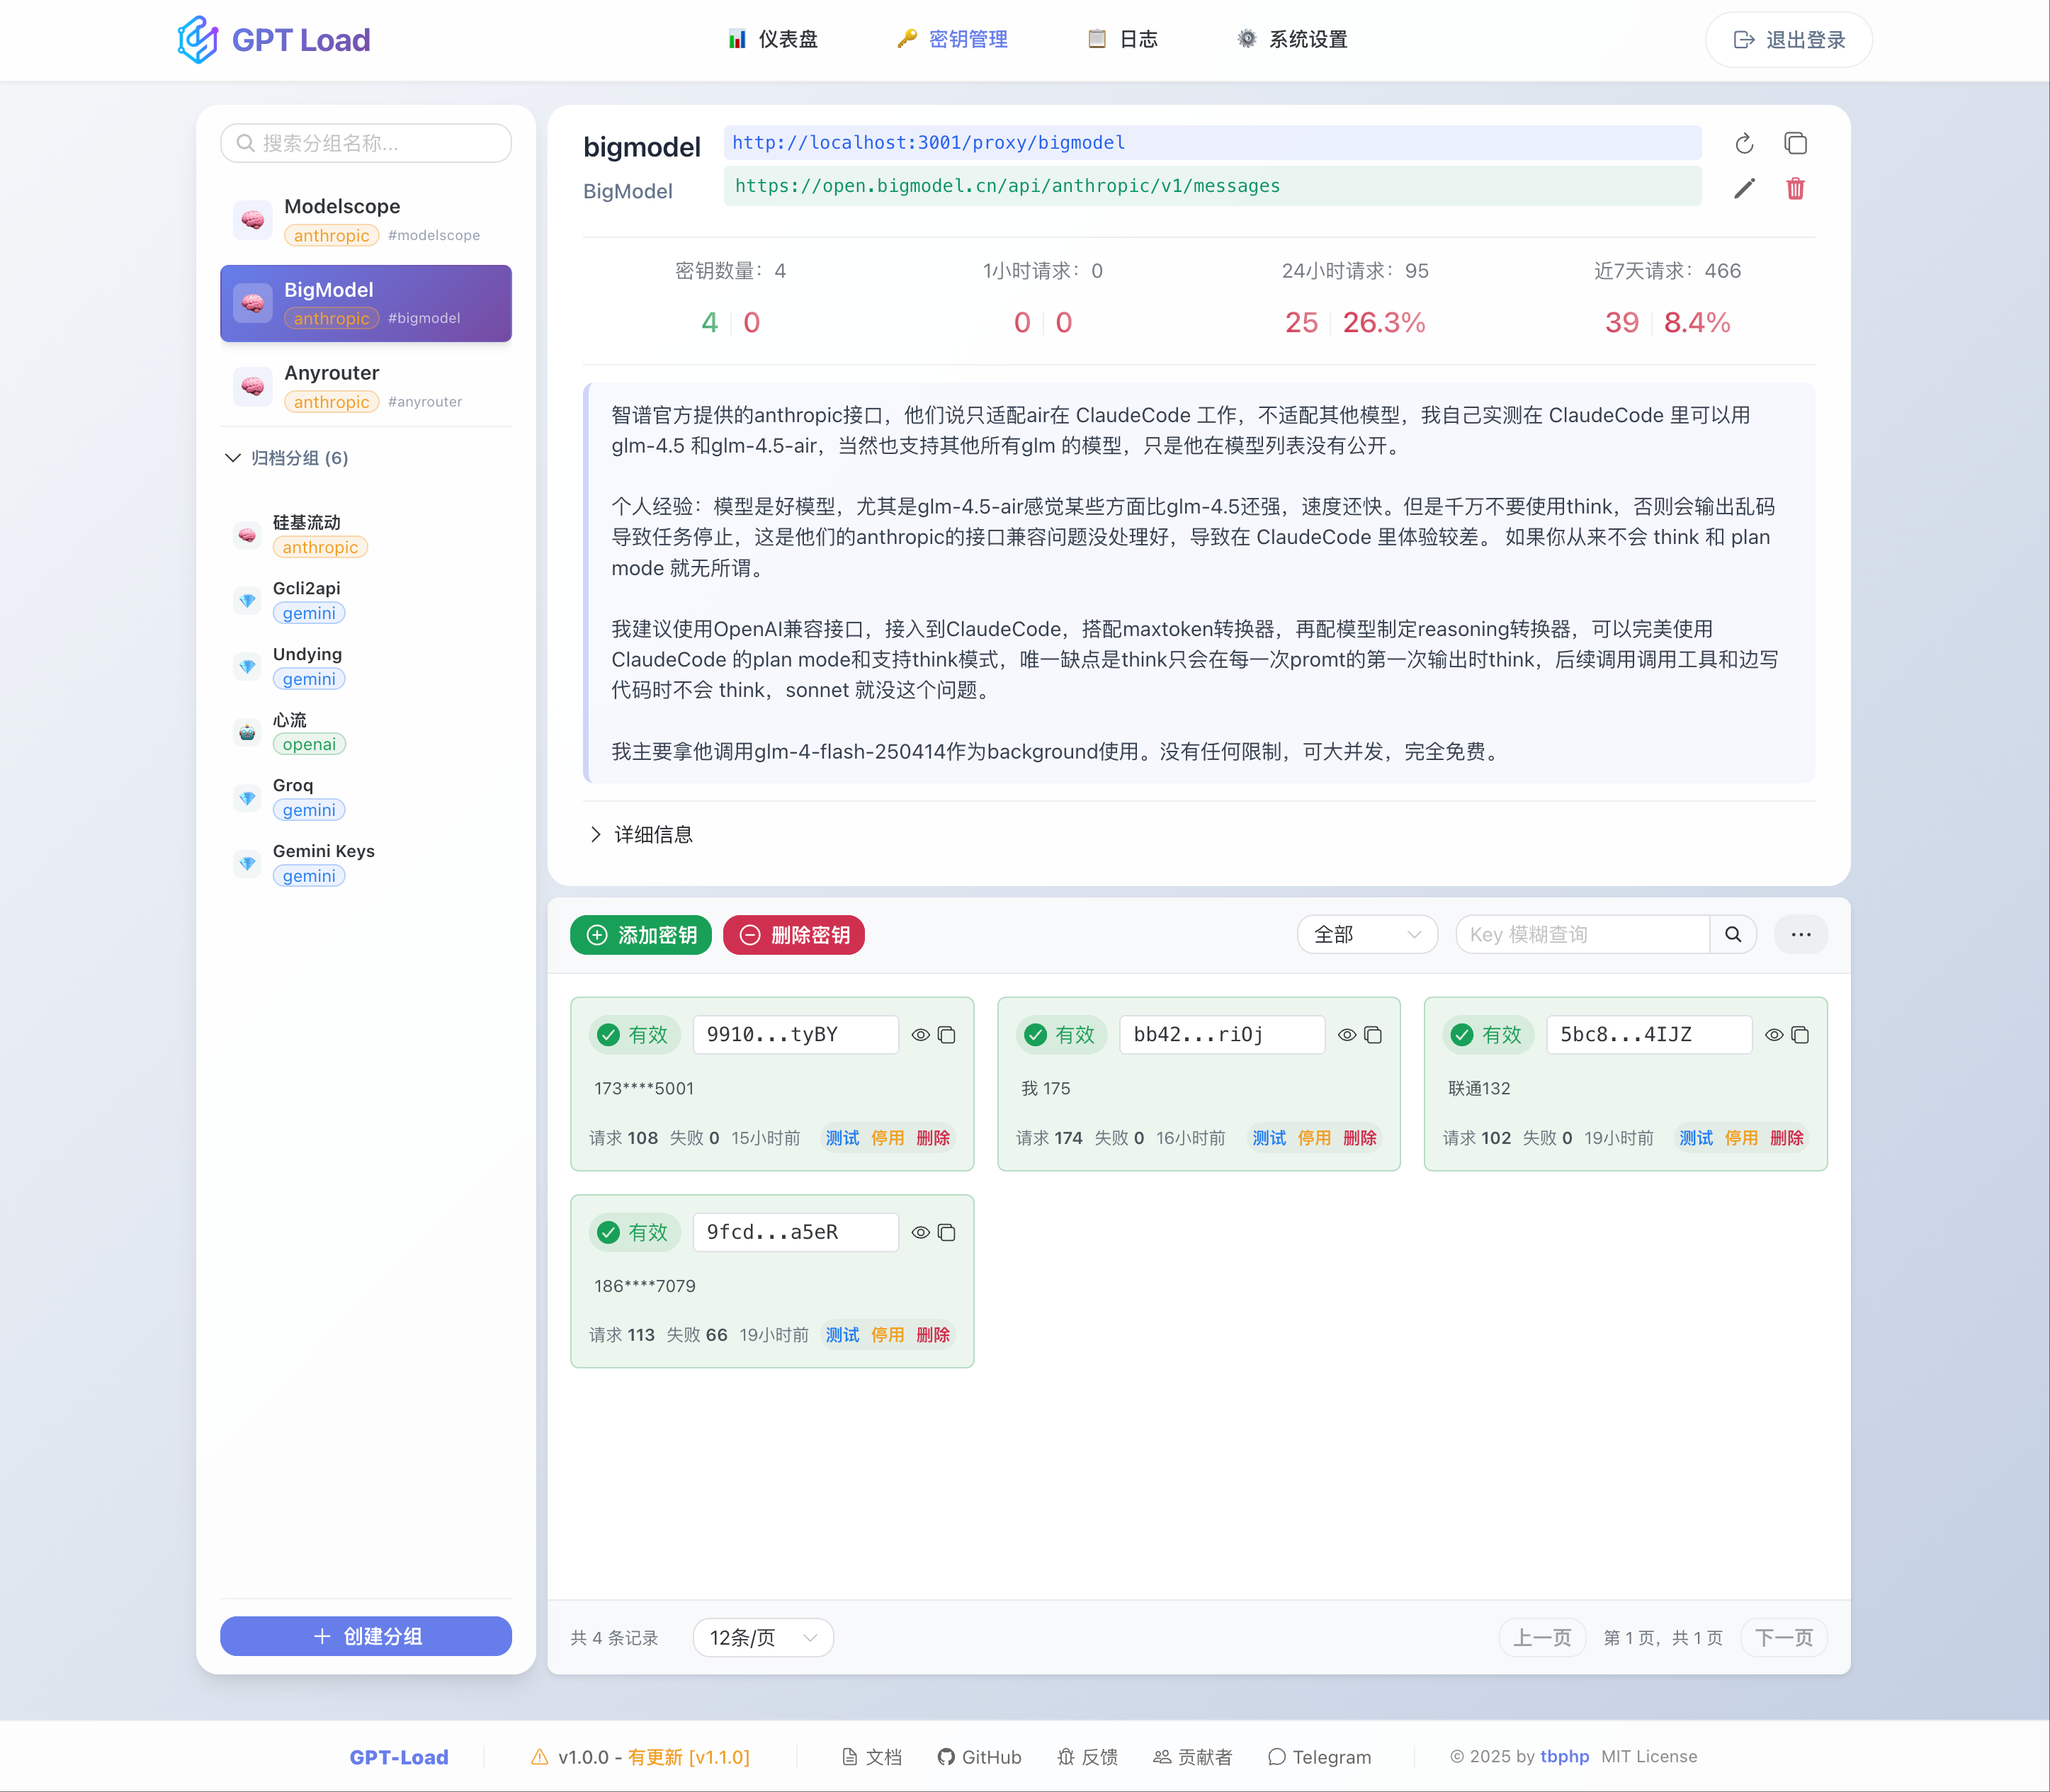 GPT Load
仪表盘
密钥管理
日志
系统设置
退出登录
搜索分组名称...
Modelscope
anthropic #modelscope
BigModel
anthropic #bigmodel
Anyrouter
anthropic #anyrouter
归档分组 (6)
硅基流动
anthropic
Gcli2api
gemini
Undying
gemini
心流
openai
Groq
gemini
Gemini Keys
gemini
创建分组
bigmodel
http://localhost:3001/proxy/bigmodel
BigModel
https://open.bigmodel.cn/api/anthropic/v1/messages
密钥数量：4
4 0
1小时请求：0
0 0
24小时请求：95
25 26.3%
近7天请求：466
39 8.4%
智谱官方提供的anthropic接口，他们说只适配air在 ClaudeCode 工作，不适配其他模型，我自己实测在 ClaudeCode 里可以用
glm-4.5 和glm-4.5-air，当然也支持其他所有glm 的模型，只是他在模型列表没有公开。
个人经验：模型是好模型，尤其是glm-4.5-air感觉某些方面比glm-4.5还强，速度还快。但是千万不要使用think，否则会输出乱码
导致任务停止，这是他们的anthropic的接口兼容问题没处理好，导致在 ClaudeCode 里体验较差。 如果你从来不会 think 和 plan
mode 就无所谓。
我建议使用OpenAI兼容接口，接入到ClaudeCode，搭配maxtoken转换器，再配模型制定reasoning转换器，可以完美使用
ClaudeCode 的plan mode和支持think模式，唯一缺点是think只会在每一次promt的第一次输出时think，后续调用调用工具和边写
代码时不会 think，sonnet 就没这个问题。
我主要拿他调用glm-4-flash-250414作为background使用。没有任何限制，可大并发，完全免费。
详细信息
添加密钥
删除密钥
全部
Key 模糊查询
有效 9910...tyBY
173****5001
请求 108 失败 0 15小时前 测试 停用 删除
有效 bb42...riOj
我 175
请求 174 失败 0 16小时前 测试 停用 删除
有效 5bc8...4IJZ
联通132
请求 102 失败 0 19小时前 测试 停用 删除
有效 9fcd...a5eR
186****7079
请求 113 失败 66 19小时前 测试 停用 删除
共 4 条记录
12条/页
上一页
第 1 页，共 1 页
下一页
GPT-Load
v1.0.0 - 有更新 [v1.1.0]
文档
GitHub
反馈
贡献者
Telegram
© 2025 by tbphp MIT License